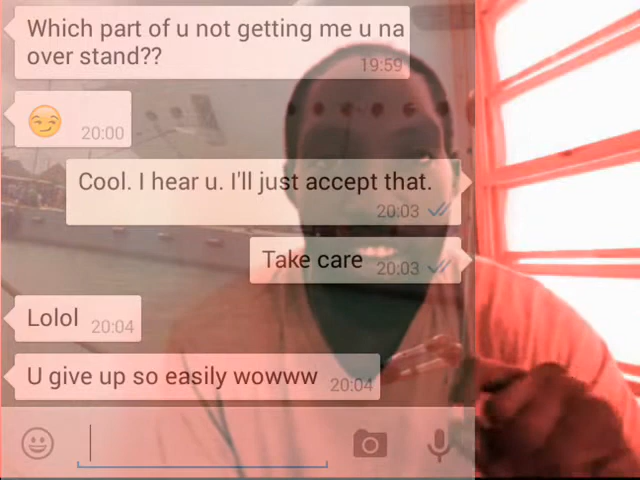 Which part of u not getting me u na
over stand??
19:59
😏
20:00
Cool. I hear u. I'll just accept that.
20:03
Take care
20:03
Lolol
20:04
U give up so easily wowww
20:04